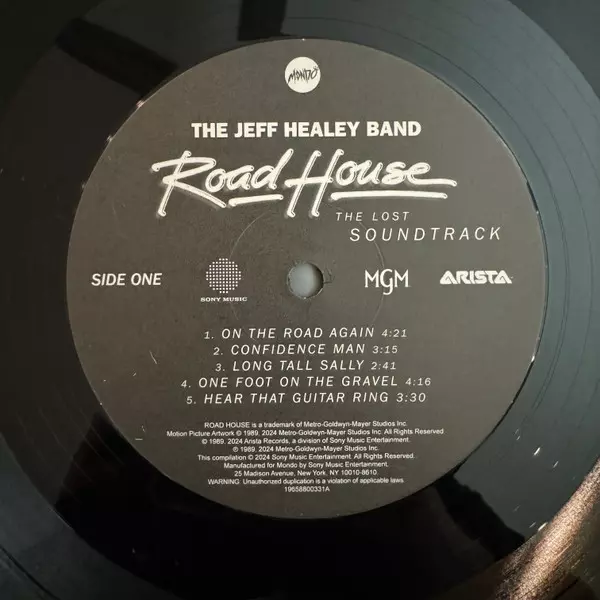 MONDO
THE JEFF HEALEY BAND
Road House
THE LOST
SOUNDTRACK
SIDE ONE
SONY MUSIC
MGM
ARISTA
1. ON THE ROAD AGAIN 4:21
2. CONFIDENCE MAN 3:15
3. LONG TALL SALLY 2:41
4. ONE FOOT ON THE GRAVEL 4:16
5. HEAR THAT GUITAR RING 3:30
ROAD HOUSE is a trademark of Metro-Goldwyn-Mayer Studios Inc.
Motion Picture Artwork © 1989, 2024 Metro-Goldwyn-Mayer Studios Inc. All Rights Reserved
© 1989, 2024 Arista Records, a division of Sony Music Entertainment.
℗ 1989, 2024 Metro-Goldwyn-Mayer Studios Inc.
This compilation © 2024 Sony Music Entertainment. All Rights Reserved.
Manufactured for Mondo by Sony Music Entertainment.
25 Madison Avenue, New York, NY 10010-8610
WARNING: Unauthorized duplication is a violation of applicable laws.
19658800331A